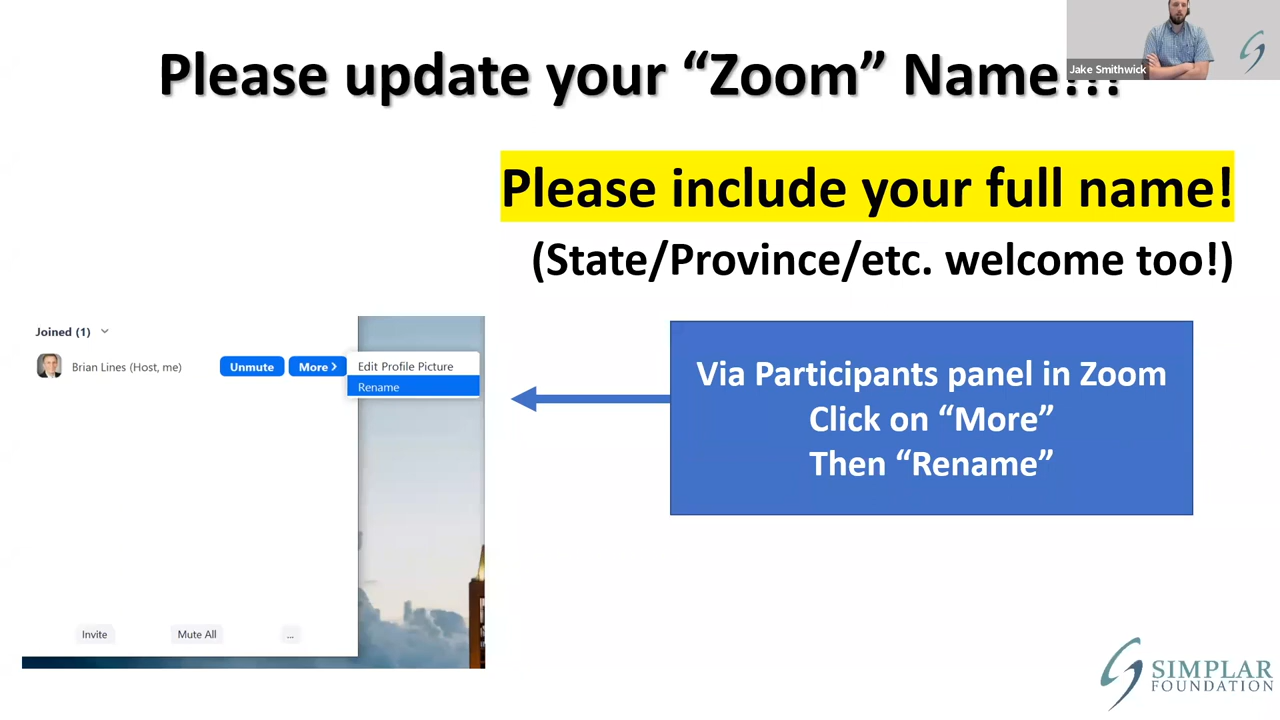 Please update your “Zoom” Name!!!
Jake Smithwick
Please include your full name!
(State/Province/etc. welcome too!)
Joined (1)
Brian Lines (Host, me)
Unmute
More
Edit Profile Picture
Rename
Via Participants panel in Zoom
Click on “More”
Then “Rename”
Invite
Mute All
...
SIMPLAR
FOUNDATION